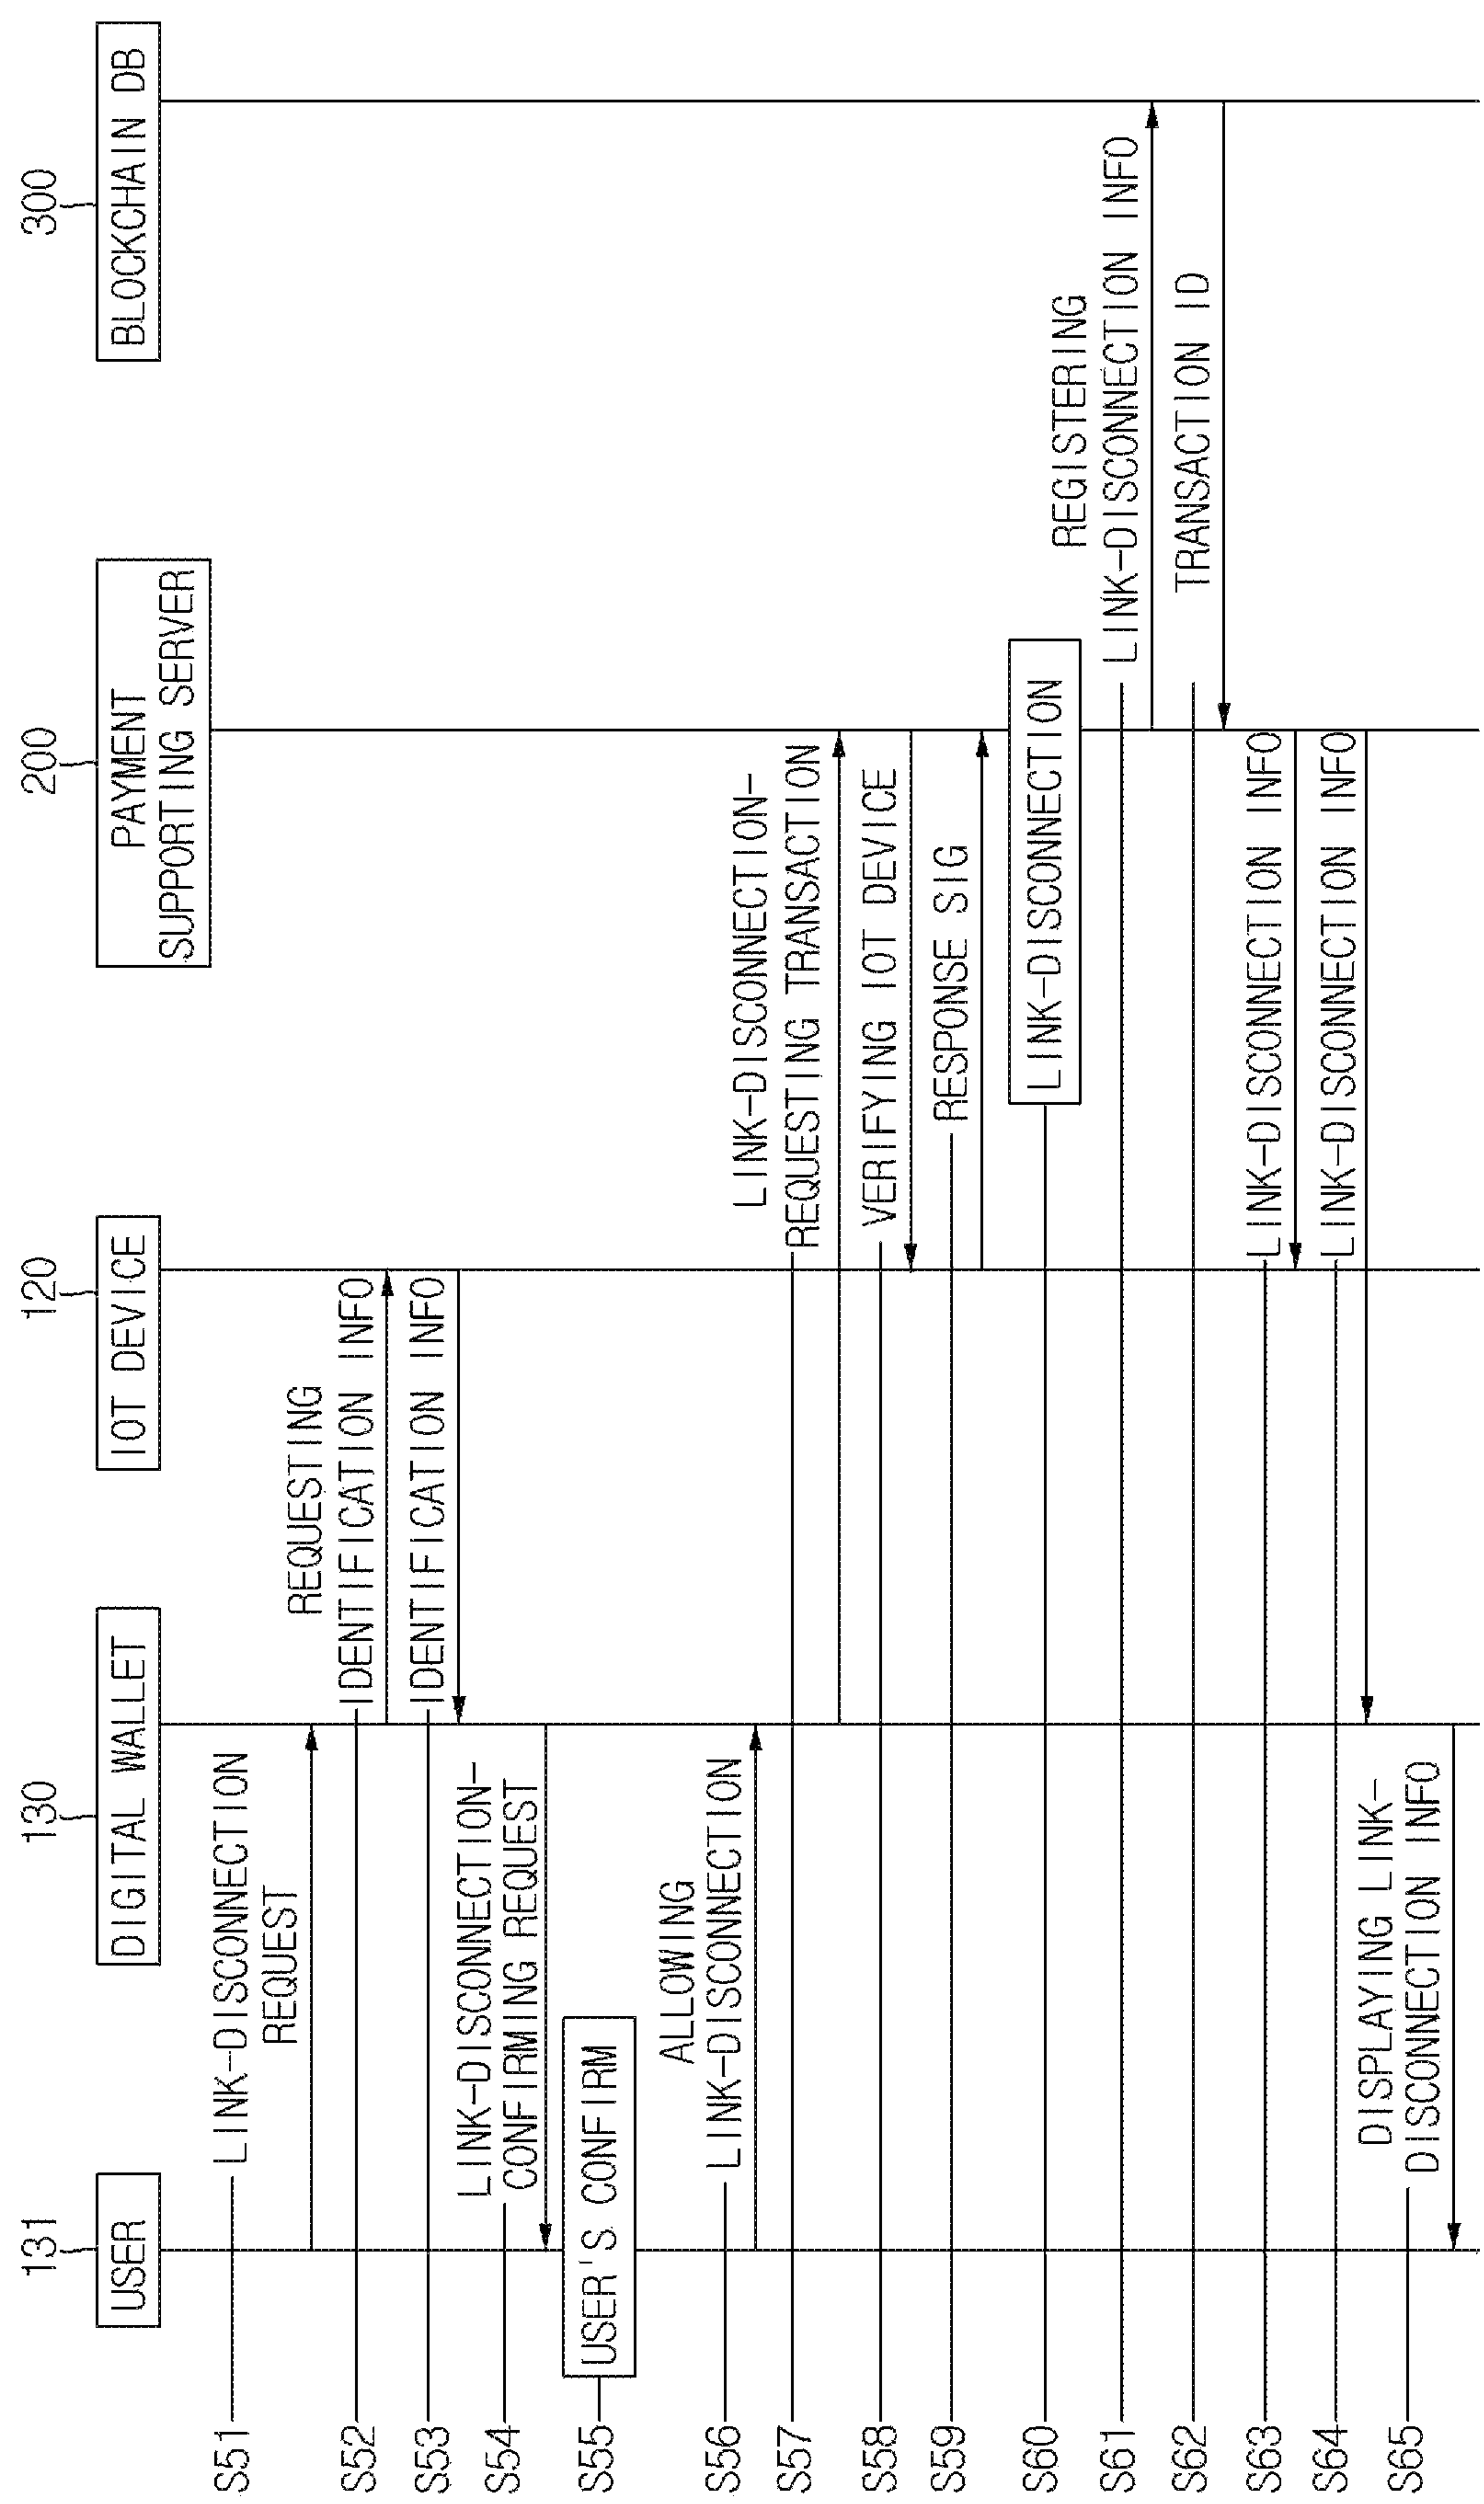 131
USER
130
DIGITAL WALLET
120
IOT DEVICE
200
PAYMENT
SUPPORTING SERVER
300
BLOCKCHAIN DB
S51
LINK-DISCONNECTION
REQUEST
S52
REQUESTING
IDENTIFICATION INFO
S53
IDENTIFICATION INFO
S54
LINK-DISCONNECTION-
CONFIRMING REQUEST
S55
USER'S CONFIRM
S56
ALLOWING
LINK-DISCONNECTION
S57
LINK-DISCONNECTION-
REQUESTING TRANSACTION
S58
VERIFYING IOT DEVICE
S59
RESPONSE SIG
S60
LINK-DISCONNECTION
S61
REGISTERING
LINK-DISCONNECTION INFO
S62
TRANSACTION ID
S63
LINK-DISCONNECTION INFO
S64
LINK-DISCONNECTION INFO
S65
DISPLAYING LINK-
DISCONNECTION INFO